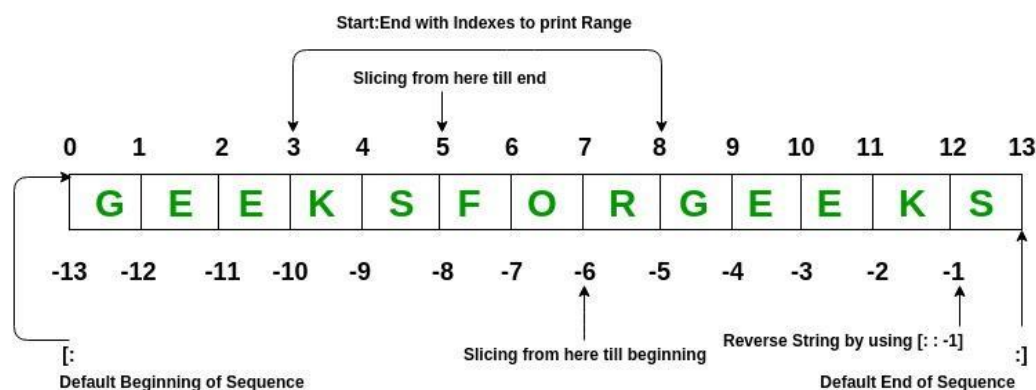 Start:End with Indexes to print Range
Slicing from here till end
0 1 2 3 4 5 6 7 8 9 10 11 12 13
G E E K S F O R G E E K S
-13 -12 -11 -10 -9 -8 -7 -6 -5 -4 -3 -2 -1
Reverse String by using [: : -1]
[: Slicing from here till beginning :]
Default Beginning of Sequence Default End of Sequence